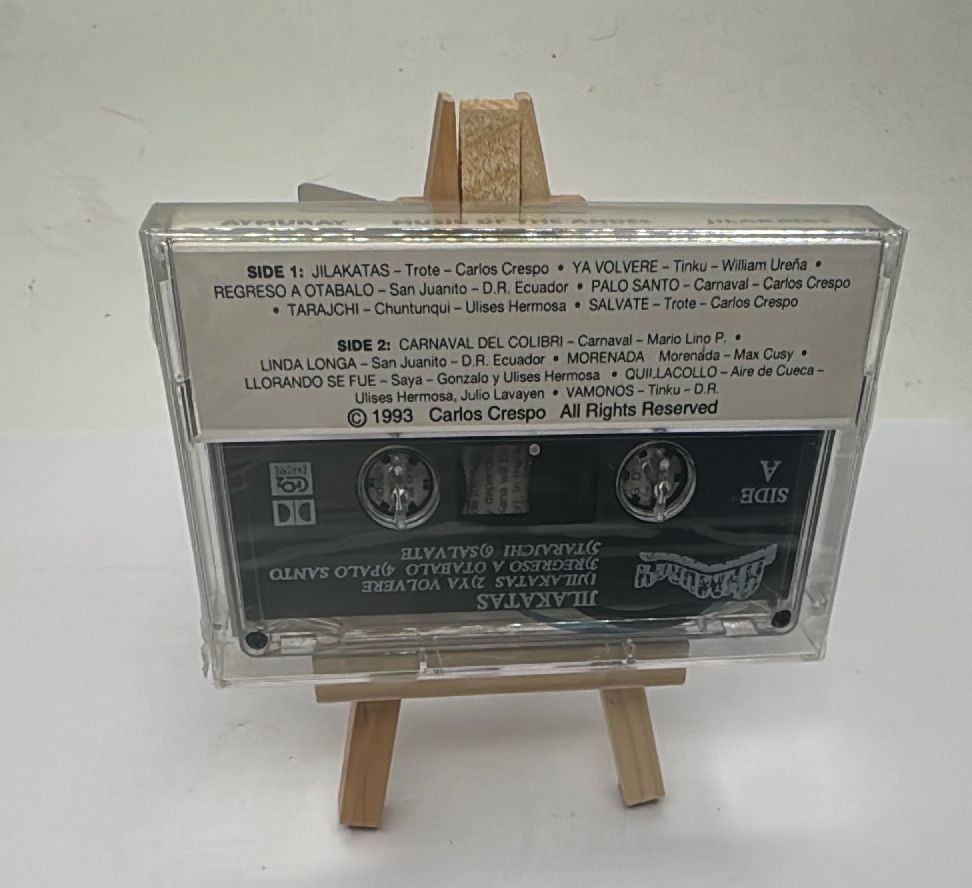 AYMURAY MUSIC OF THE ANDES JILAKATAS
SIDE 1: JILAKATAS – Trote – Carlos Crespo • YA VOLVERE – Tinku – William Ureña •
REGRESO A OTABALO – San Juanito – D.R. Ecuador • PALO SANTO – Carnaval – Carlos Crespo
• TARAJCHI – Chuntunqui – Ulises Hermosa • SALVATE – Trote – Carlos Crespo
SIDE 2: CARNAVAL DEL COLIBRI – Carnaval – Mario Lino P. •
LINDA LONGA – San Juanito – D.R. Ecuador • MORENADA Morenada – Max Cusy •
LLORANDO SE FUE – Saya – Gonzalo y Ulises Hermosa • QUILLACOLLO – Aire de Cueca –
Ulises Hermosa, Julio Lavayen • VAMONOS – Tinku – D.R.
© 1993 Carlos Crespo All Rights Reserved
SIDE
A
CHROME
JILAKATAS
1)JILAKATAS 2)YA VOLVERE
3)REGRESO A OTABALO 4)PALO SANTO
5)TARAJCHI 6)SALVATE
AYMURAY